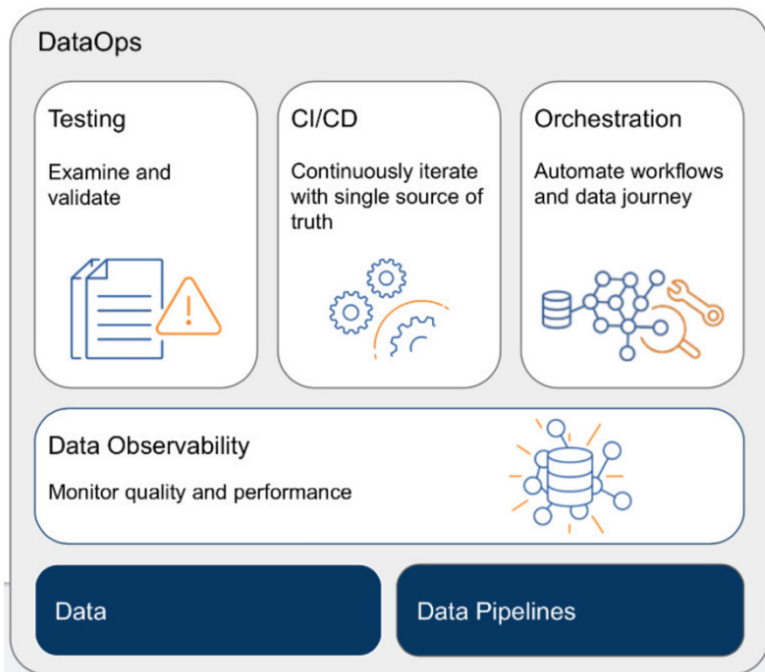 DataOps
Testing
Examine and
validate
CI/CD
Continuously iterate
with single source of
truth
Orchestration
Automate workflows
and data journey
Data Observability
Monitor quality and performance
Data
Data Pipelines